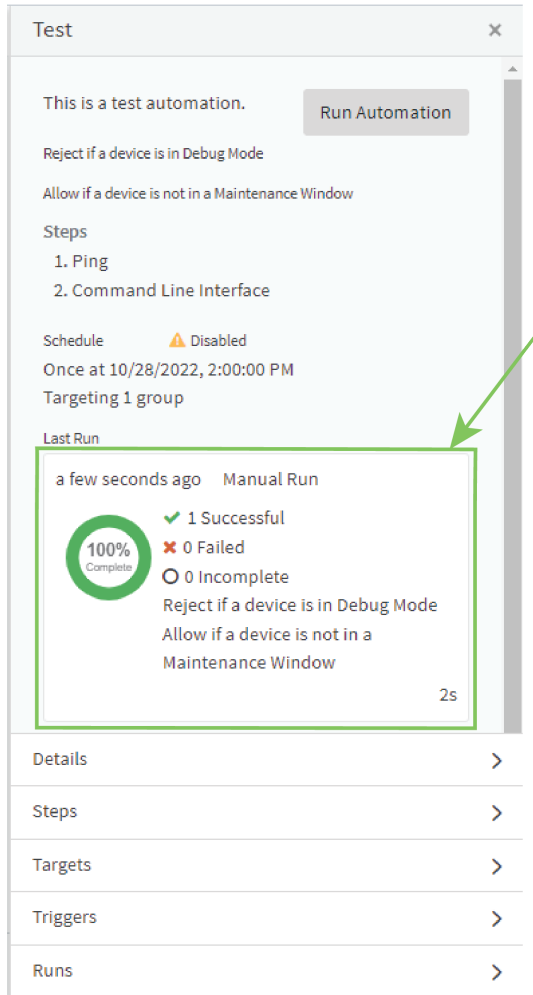 Test
This is a test automation.
Run Automation
Reject if a device is in Debug Mode
Allow if a device is not in a Maintenance Window
Steps
1. Ping
2. Command Line Interface
Schedule Disabled
Once at 10/28/2022, 2:00:00 PM
Targeting 1 group
Last Run
a few seconds ago Manual Run
100%
Complete
1 Successful
0 Failed
0 Incomplete
Reject if a device is in Debug Mode
Allow if a device is not in a
Maintenance Window
2s
Details
Steps
Targets
Triggers
Runs